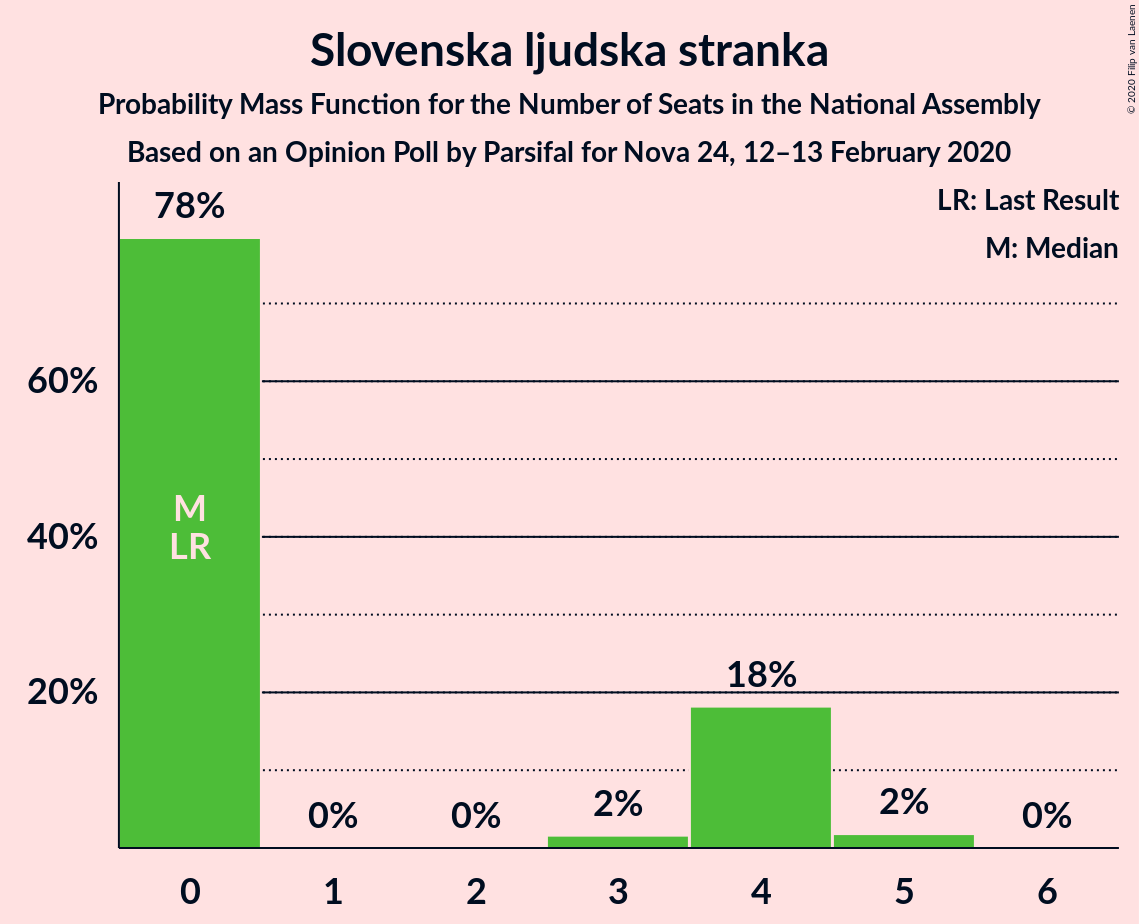 Slovenska ljudska stranka
Probability Mass Function for the Number of Seats in the National Assembly
Based on an Opinion Poll by Parsifal for Nova 24, 12–13 February 2020
© 2020 Filip van Laenen
LR: Last Result
M: Median
78%
60%
40%
20%
M
LR
0%
0%
2%
18%
2%
0%
0
1
2
3
4
5
6